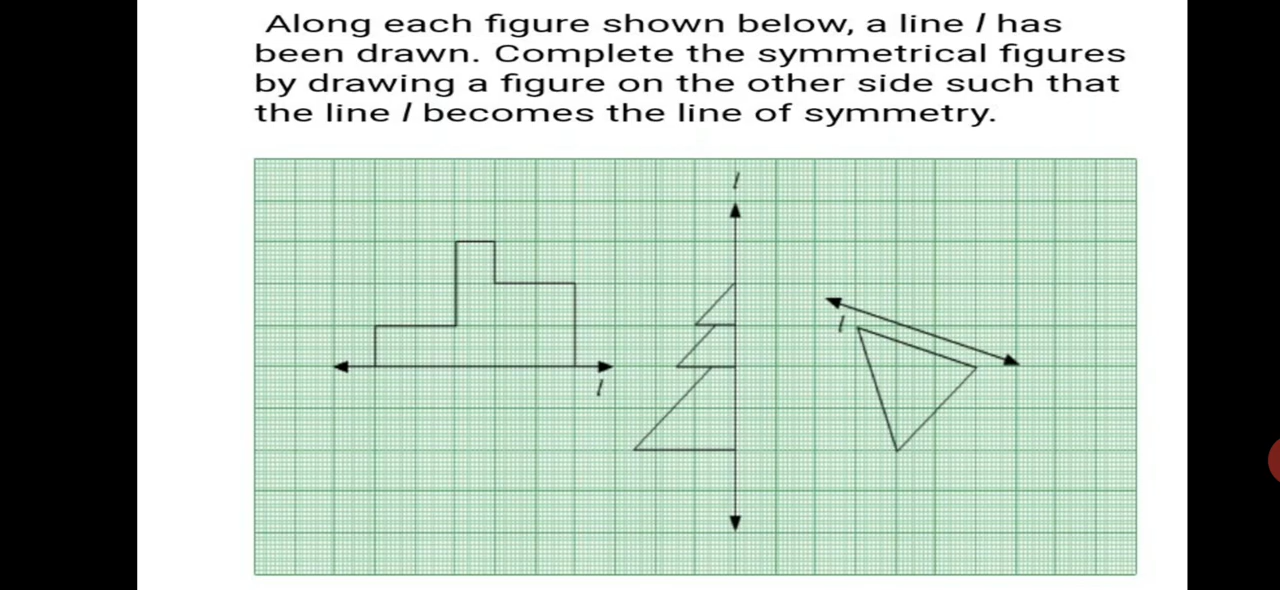 Along each figure shown below, a line l has
been drawn. Complete the symmetrical figures
by drawing a figure on the other side such that
the line l becomes the line of symmetry.
l
l
l